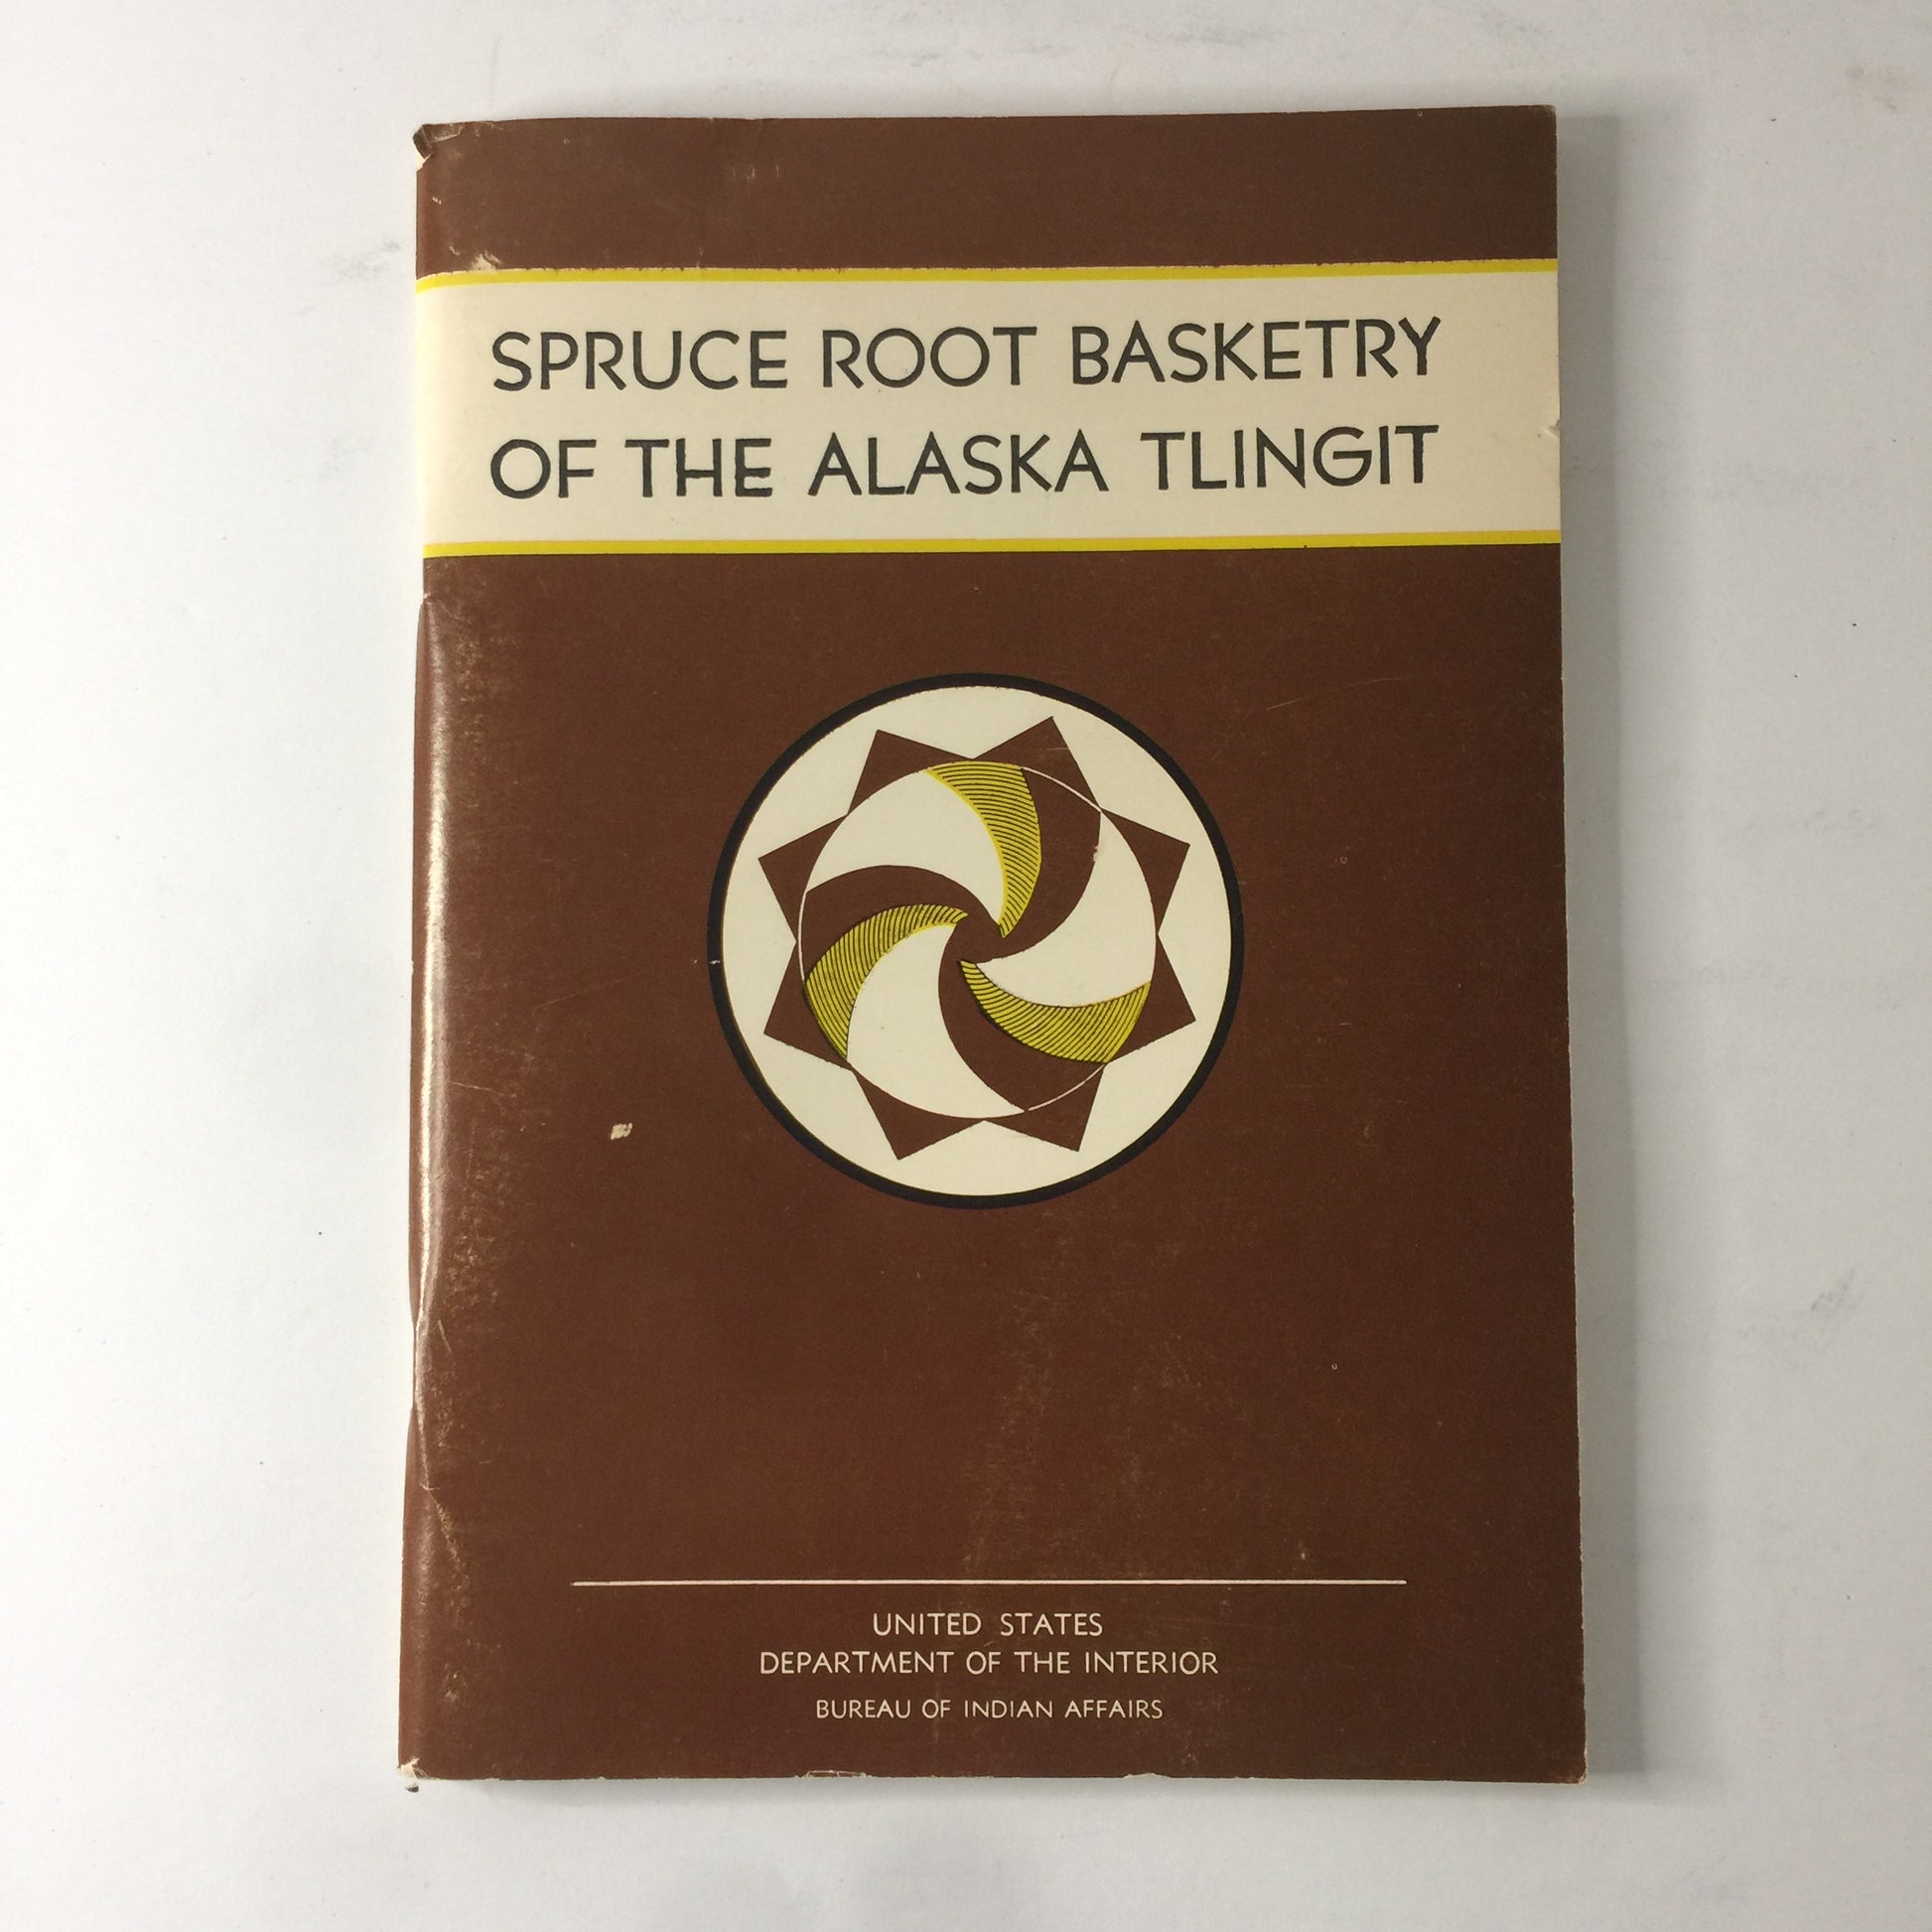 SPRUCE ROOT BASKETRY
OF THE ALASKA TLINGIT
UNITED STATES
DEPARTMENT OF THE INTERIOR
BUREAU OF INDIAN AFFAIRS